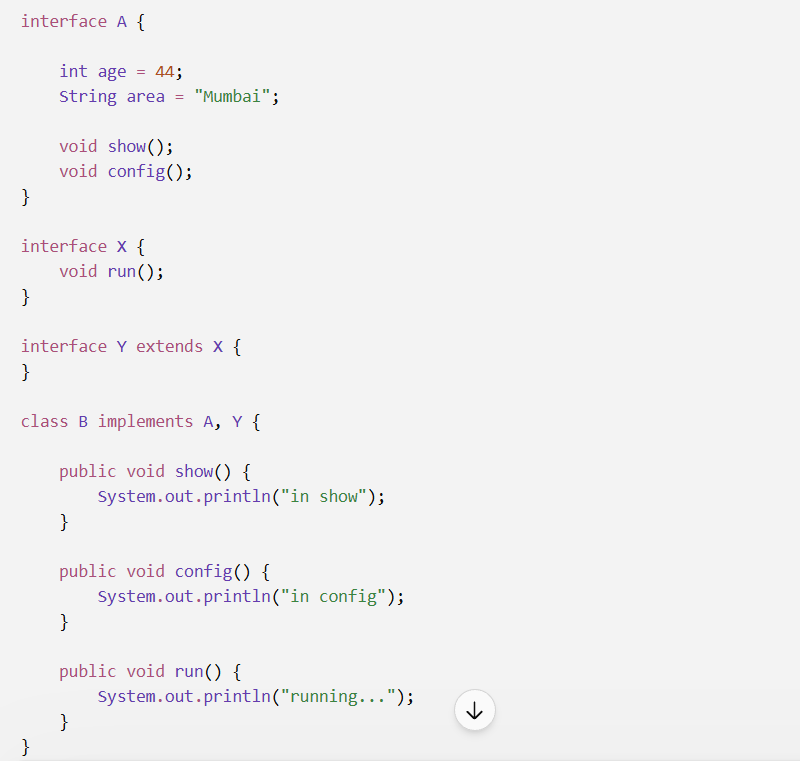 interface A {
    int age = 44;
    String area = "Mumbai";
    void show();
    void config();
}
interface X {
    void run();
}
interface Y extends X {
}
class B implements A, Y {
    public void show() {
        System.out.println("in show");
    }
    public void config() {
        System.out.println("in config");
    }
    public void run() {
        System.out.println("running...");
    }
}